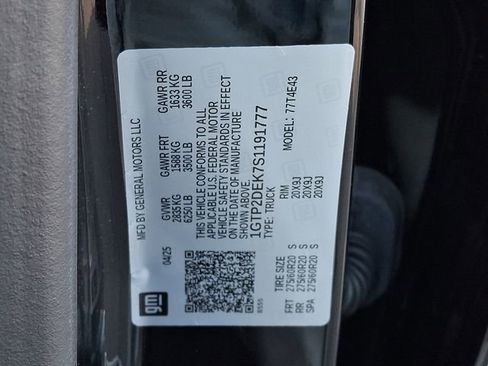 MFD BY GENERAL MOTORS LLC
04/25
GVWR
2835 KG
6250 LB
GAWR FRT
1588 KG
3500 LB
GAWR RR
1633 KG
3600 LB
THIS VEHICLE CONFORMS TO ALL
APPLICABLE U.S. FEDERAL MOTOR
VEHICLE SAFETY STANDARDS IN EFFECT
ON THE DATE OF MANUFACTURE
SHOWN ABOVE.
1GTP2DEK7S1191777
TYPE: TRUCK
MODEL: 77T4E43
TIRE SIZE RIM
FRT 275/60R20 S 20X9J
RR 275/60R20 S 20X9J
SPA 275/60R20 S 20X9J
gm